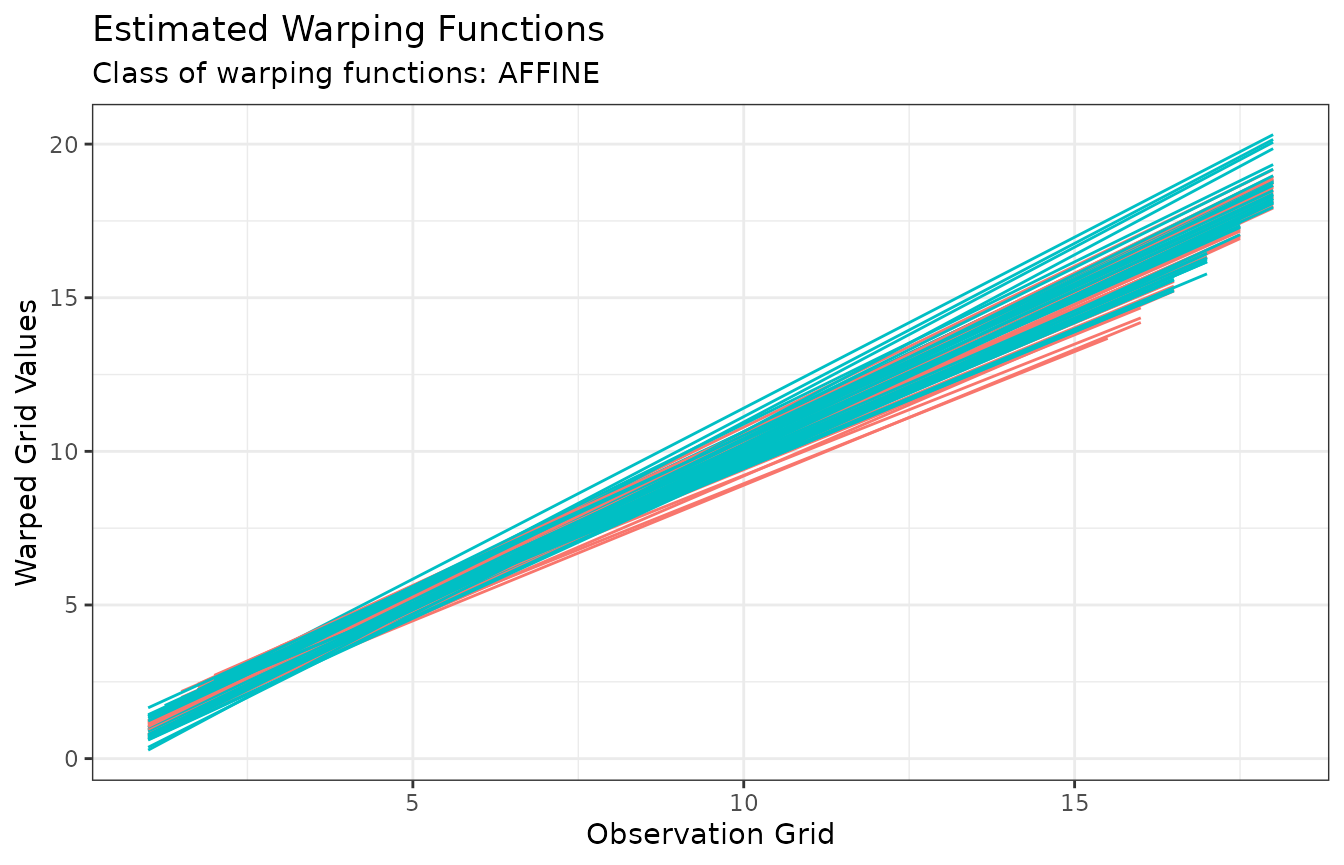 Estimated Warping Functions
Class of warping functions: AFFINE
Warped Grid Values
20
15
10
5
0
5
10
15
Observation Grid